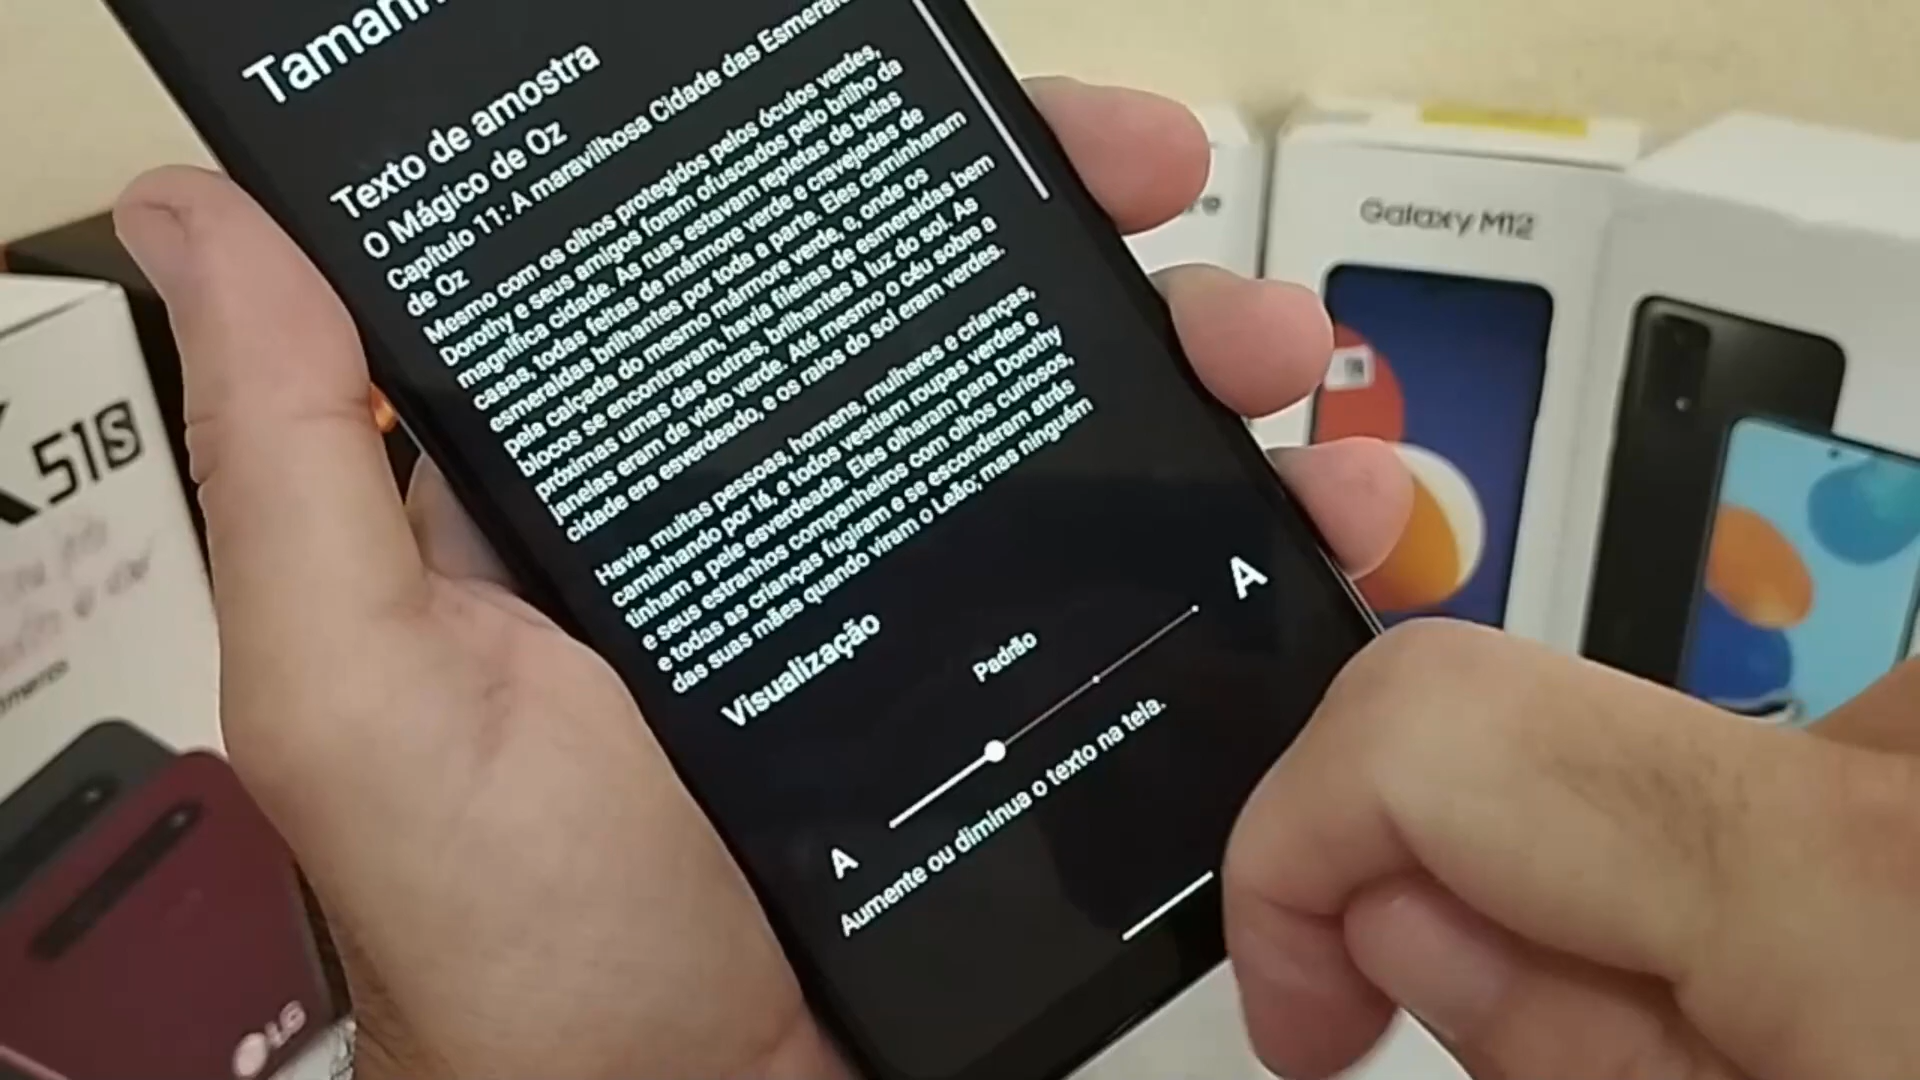 Texto de amostra
O Mágico de Oz
Capítulo 11: A maravilhosa Cidade das
de Oz
Mesmo com os olhos protegidos pelos óculos verdes,
Dorothy e seus amigos foram ofuscados pelo brilho da
magnífica cidade. As ruas estavam repletas de belas
casas, todas feitas de mármore verde e cravejadas de
esmeraldas brilhantes por toda a parte. Eles caminharam
pela calçada do mesmo mármore verde, e, onde os
blocos se encontravam, havia fileiras de esmeraldas bem
próximas umas das outras, brilhantes à luz do sol. As
janelas eram de vidro verde. Até mesmo o céu sobre a
cidade era esverdeado, e os raios do sol eram verdes.
Havia muitas pessoas, homens, mulheres e crianças,
caminhando por lá, e todos vestiam roupas verdes e
tinham a pele esverdeada. Eles olharam para Dorothy
e seus estranhos companheiros com olhos curiosos,
e todas as crianças fugiram e se esconderam atrás
das suas mães quando viram o Leão; mas ninguém
Visualização
Padrão
A
A
Aumente ou diminua o texto na tela.
Galaxy M12
K51S
LG